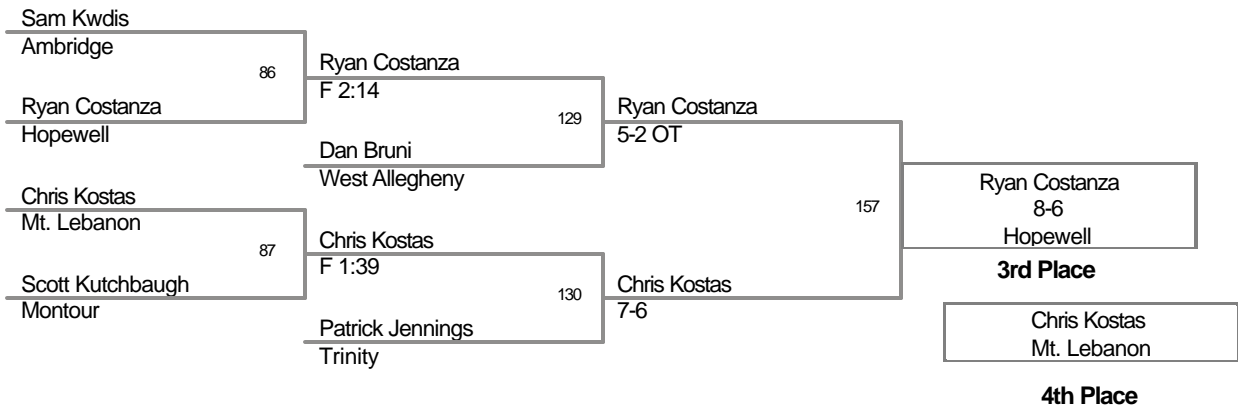 Sam Kwdis
Ambridge
86
Ryan Costanza
F 2:14
Ryan Costanza
Hopewell
129
Ryan Costanza
5-2 OT
Dan Bruni
West Allegheny
Chris Kostas
Mt. Lebanon
87
Chris Kostas
F 1:39
Scott Kutchbaugh
Montour
130
Chris Kostas
7-6
Patrick Jennings
Trinity
157
Ryan Costanza
8-6
Hopewell
3rd Place
Chris Kostas
Mt. Lebanon
4th Place